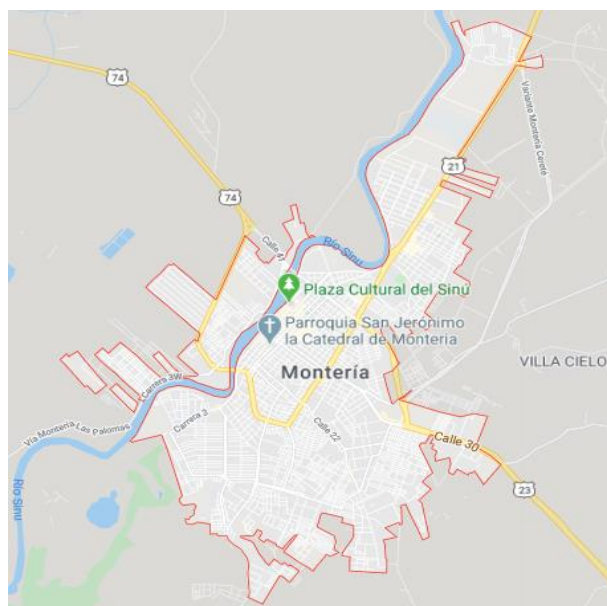 74
21
Variante Montería Cereté
74
Calle 41
Río Sinú
Plaza Cultural del Sinú
Parroquia San Jerónimo
la Catedral de Montería
VILLA CIELO
Montería
Carrera 3W
Carrera 3
Calle 22
Vía Montería-Las Palomas
Calle 30
23
Río Sinú